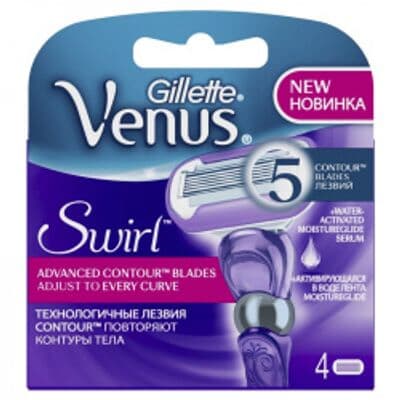 Gillette®
Venus®
NEW
НОВИНКА
5
CONTOUR™
BLADES
ЛЕЗВИЙ
+WATER-
ACTIVATED
MOISTUREGLIDE
SERUM
Swirl™
ADVANCED CONTOUR™ BLADES
ADJUST TO EVERY CURVE
+АКТИВИРУЮЩАЯСЯ
В ВОДЕ ЛЕНТА
MOISTUREGLIDE
ТЕХНОЛОГИЧНЫЕ ЛЕЗВИЯ
CONTOUR™ ПОВТОРЯЮТ
КОНТУРЫ ТЕЛА
4